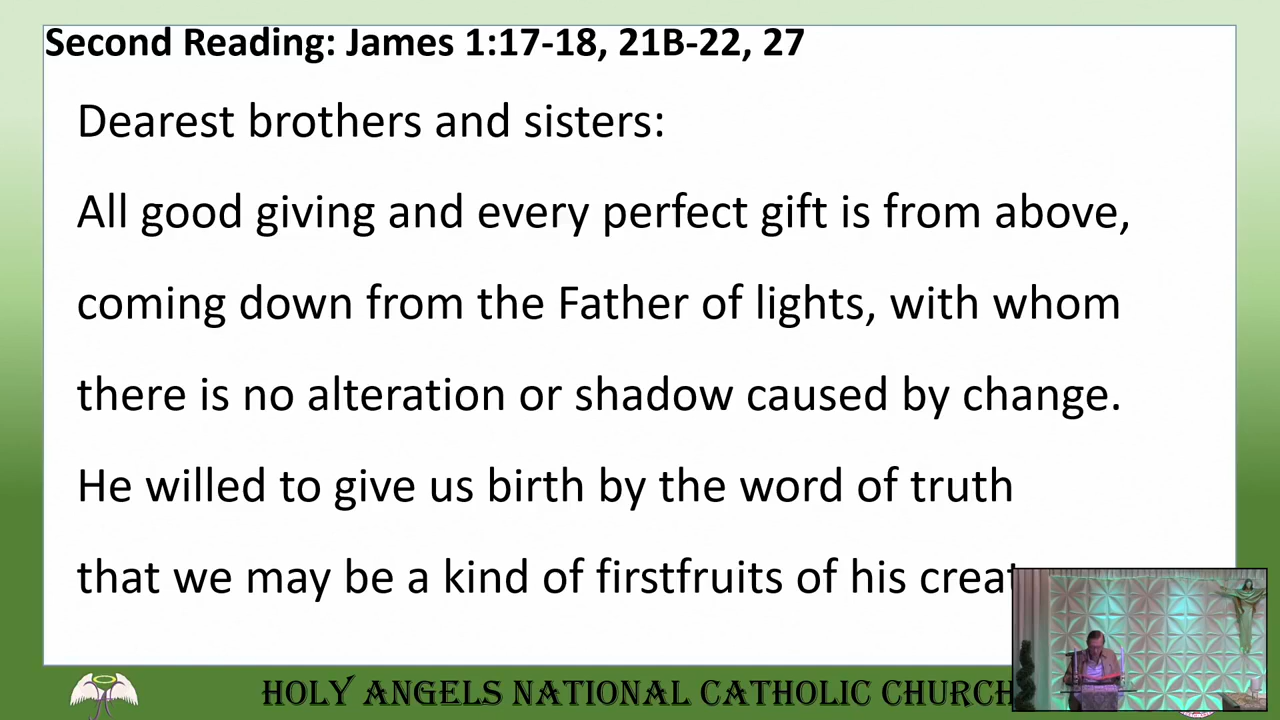 Second Reading: James 1:17-18, 21B-22, 27
Dearest brothers and sisters:
All good giving and every perfect gift is from above,
coming down from the Father of lights, with whom
there is no alteration or shadow caused by change.
He willed to give us birth by the word of truth
that we may be a kind of firstfruits of his
HOLY ANGELS NATIONAL CATHOLIC CHURCH